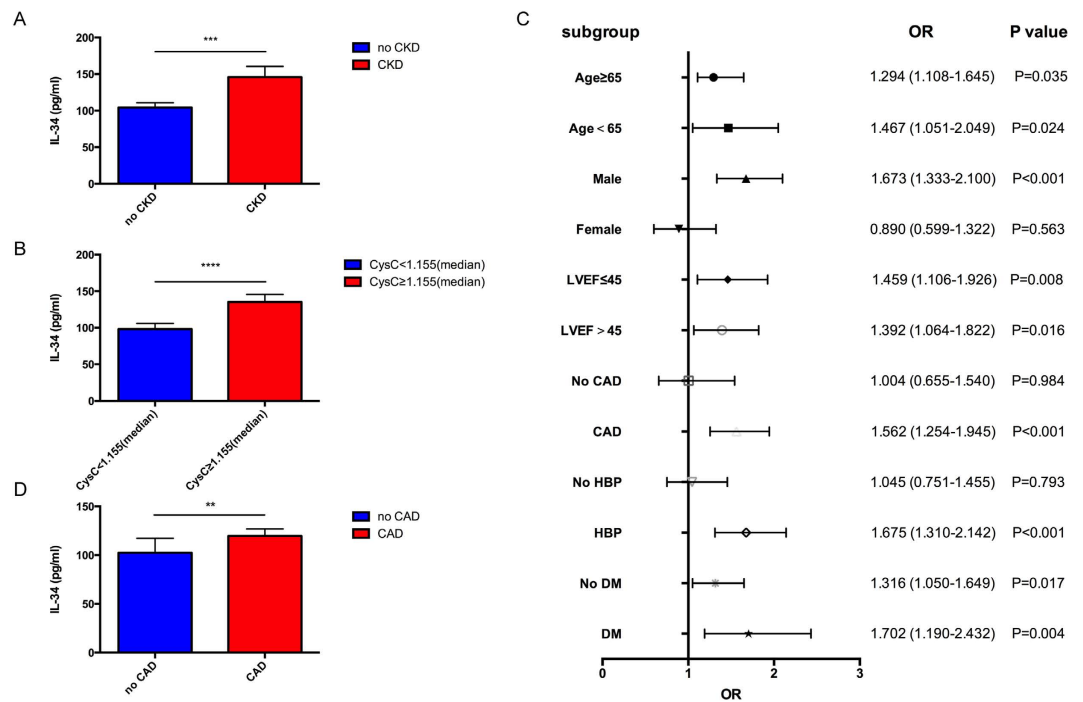 A
200
150
100
50
0
IL-34 (pg/ml)
***
no CKD
CKD
no CKD
CKD
B
200
150
100
50
0
IL-34 (pg/ml)
****
CysC<1.155(median)
CysC≥1.155(median)
CysC<1.155(median)
CysC≥1.155(median)
D
150
100
50
0
IL-34 (pg/ml)
**
no CAD
CAD
no CAD
CAD
C
subgroup OR P value
Age≥65 1.294 (1.108-1.645) P=0.035
Age<65 1.467 (1.051-2.049) P=0.024
Male 1.673 (1.333-2.100) P<0.001
Female 0.890 (0.599-1.322) P=0.563
LVEF≤45 1.459 (1.106-1.926) P=0.008
LVEF>45 1.392 (1.064-1.822) P=0.016
No CAD 1.004 (0.655-1.540) P=0.984
CAD 1.562 (1.254-1.945) P<0.001
No HBP 1.045 (0.751-1.455) P=0.793
HBP 1.675 (1.310-2.142) P<0.001
No DM 1.316 (1.050-1.649) P=0.017
DM 1.702 (1.190-2.432) P=0.004
0 1 2 3
OR